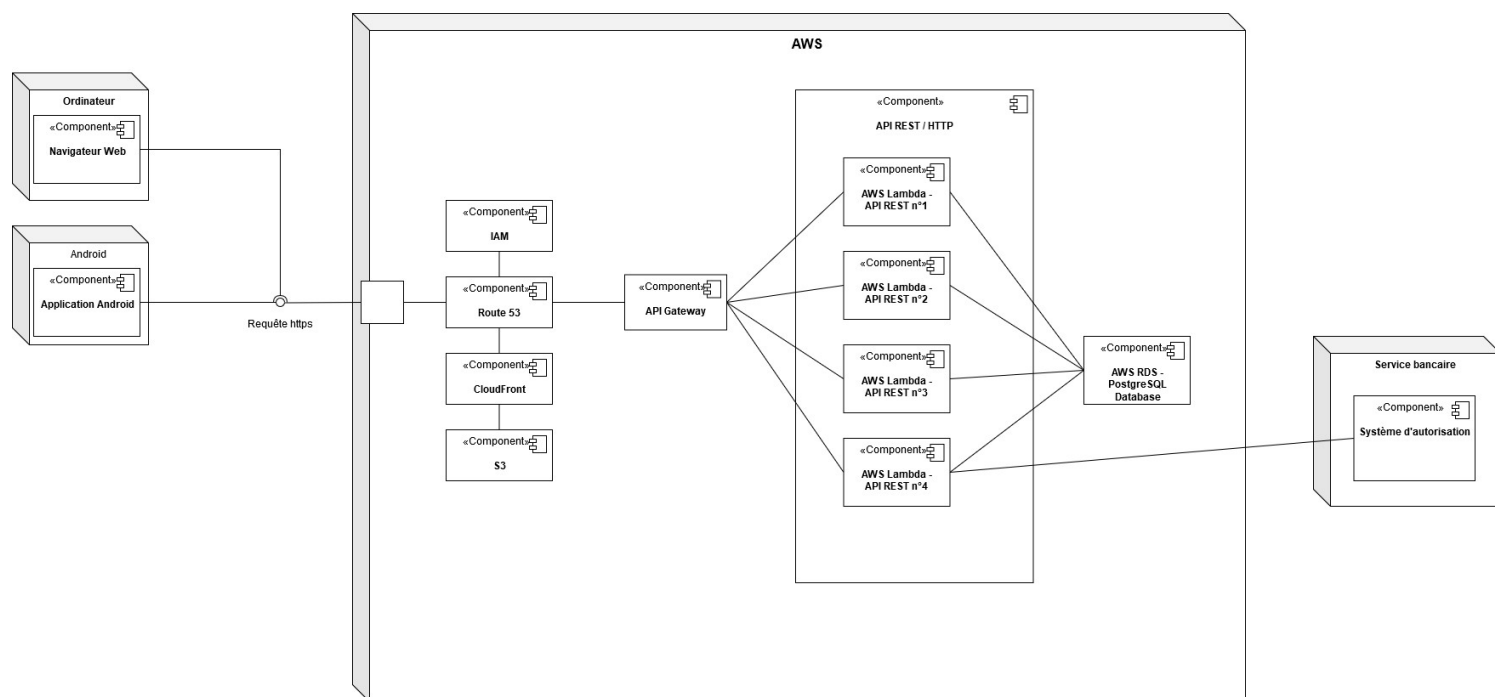 AWS
Ordinateur
«Component»
Navigateur Web
Android
«Component»
Application Android
Requête https
«Component»
IAM
«Component»
Route 53
«Component»
CloudFront
«Component»
S3
«Component»
API Gateway
«Component»
API REST / HTTP
«Component»
AWS Lambda -
API REST n°1
«Component»
AWS Lambda -
API REST n°2
«Component»
AWS Lambda -
API REST n°3
«Component»
AWS Lambda -
API REST n°4
«Component»
AWS RDS -
PostgreSQL
Database
Service bancaire
«Component»
Système d'autorisation